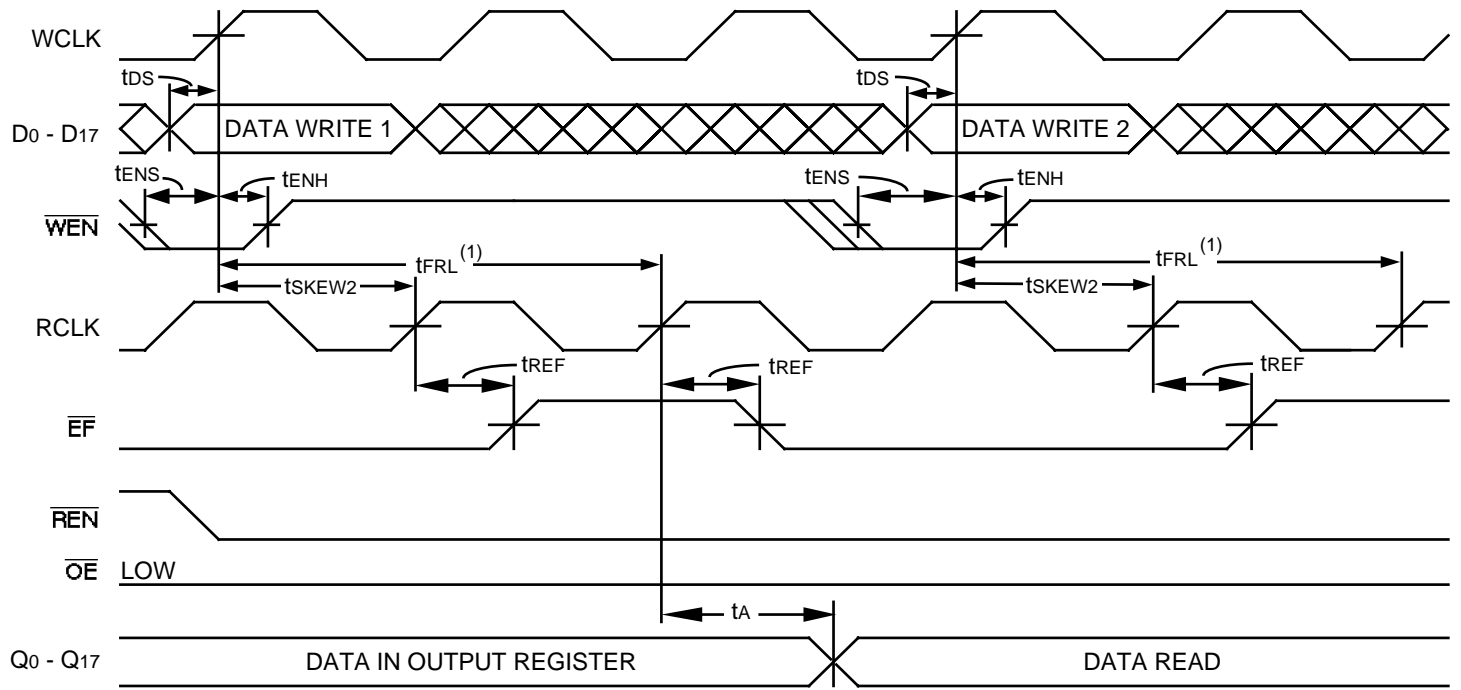 WCLK
tDS tDS
D0 - D17 DATA WRITE 1 DATA WRITE 2
tENS tENH tENS tENH
WEN
tFRL(1) tFRL(1)
tSKEW2 tSKEW2
RCLK
tREF tREF tREF
EF
REN
OE LOW
tA
Q0 - Q17 DATA IN OUTPUT REGISTER DATA READ